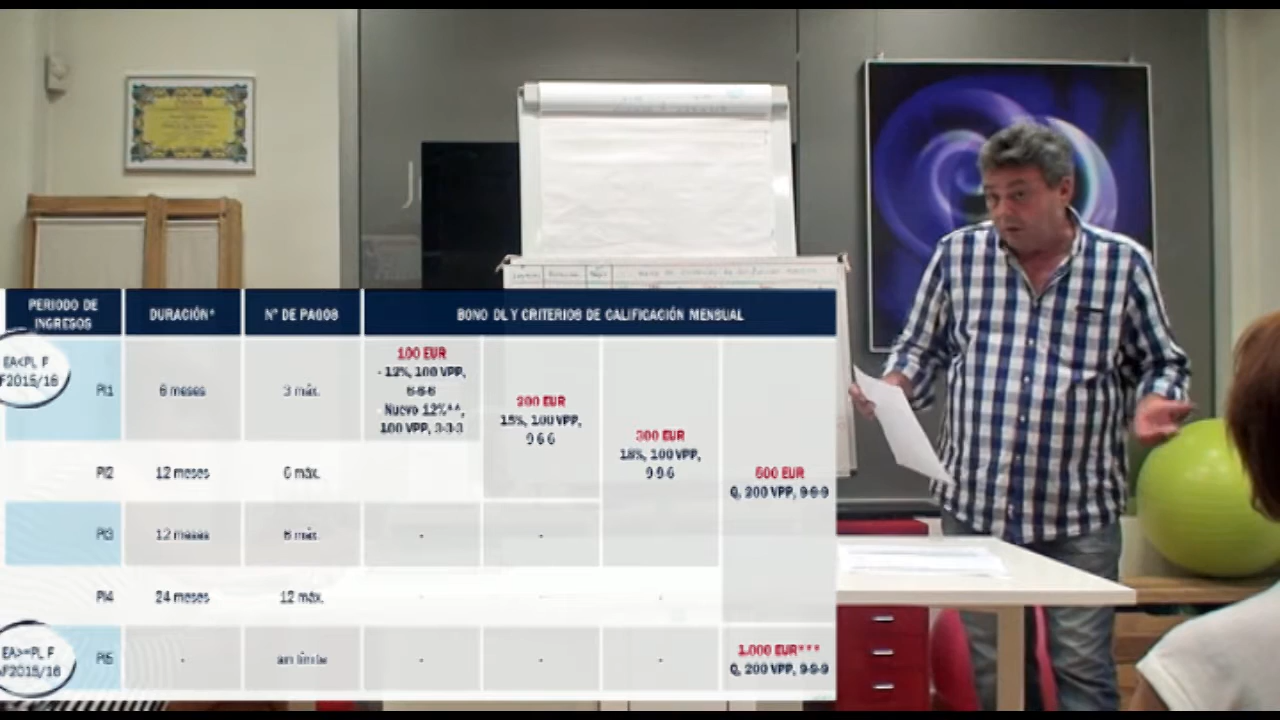 PERIODO DE
INGRESOS
DURACIÓN*
Nº DE PAGOS
BONO DL Y CRITERIOS DE CALIFICACIÓN MENSUAL
EA<PL F
F2015/16
PI1
6 meses
3 máx.
100 EUR
- 12%, 100 VPP,
6-6-6
Nuevo 12%**,
100 VPP, 3-3-3
200 EUR
15%, 100 VPP,
9-6-6
300 EUR
18%, 100 VPP,
9-9-6
500 EUR
Q, 200 VPP, 9-9-9
PI2
12 meses
6 máx.
PI3
12 meses
6 máx.
-
-
PI4
24 meses
12 máx.
-
-
-
EA>=PL F
F2015/16
PI5
-
sin límite
-
-
-
1.000 EUR***
Q, 200 VPP, 9-9-9